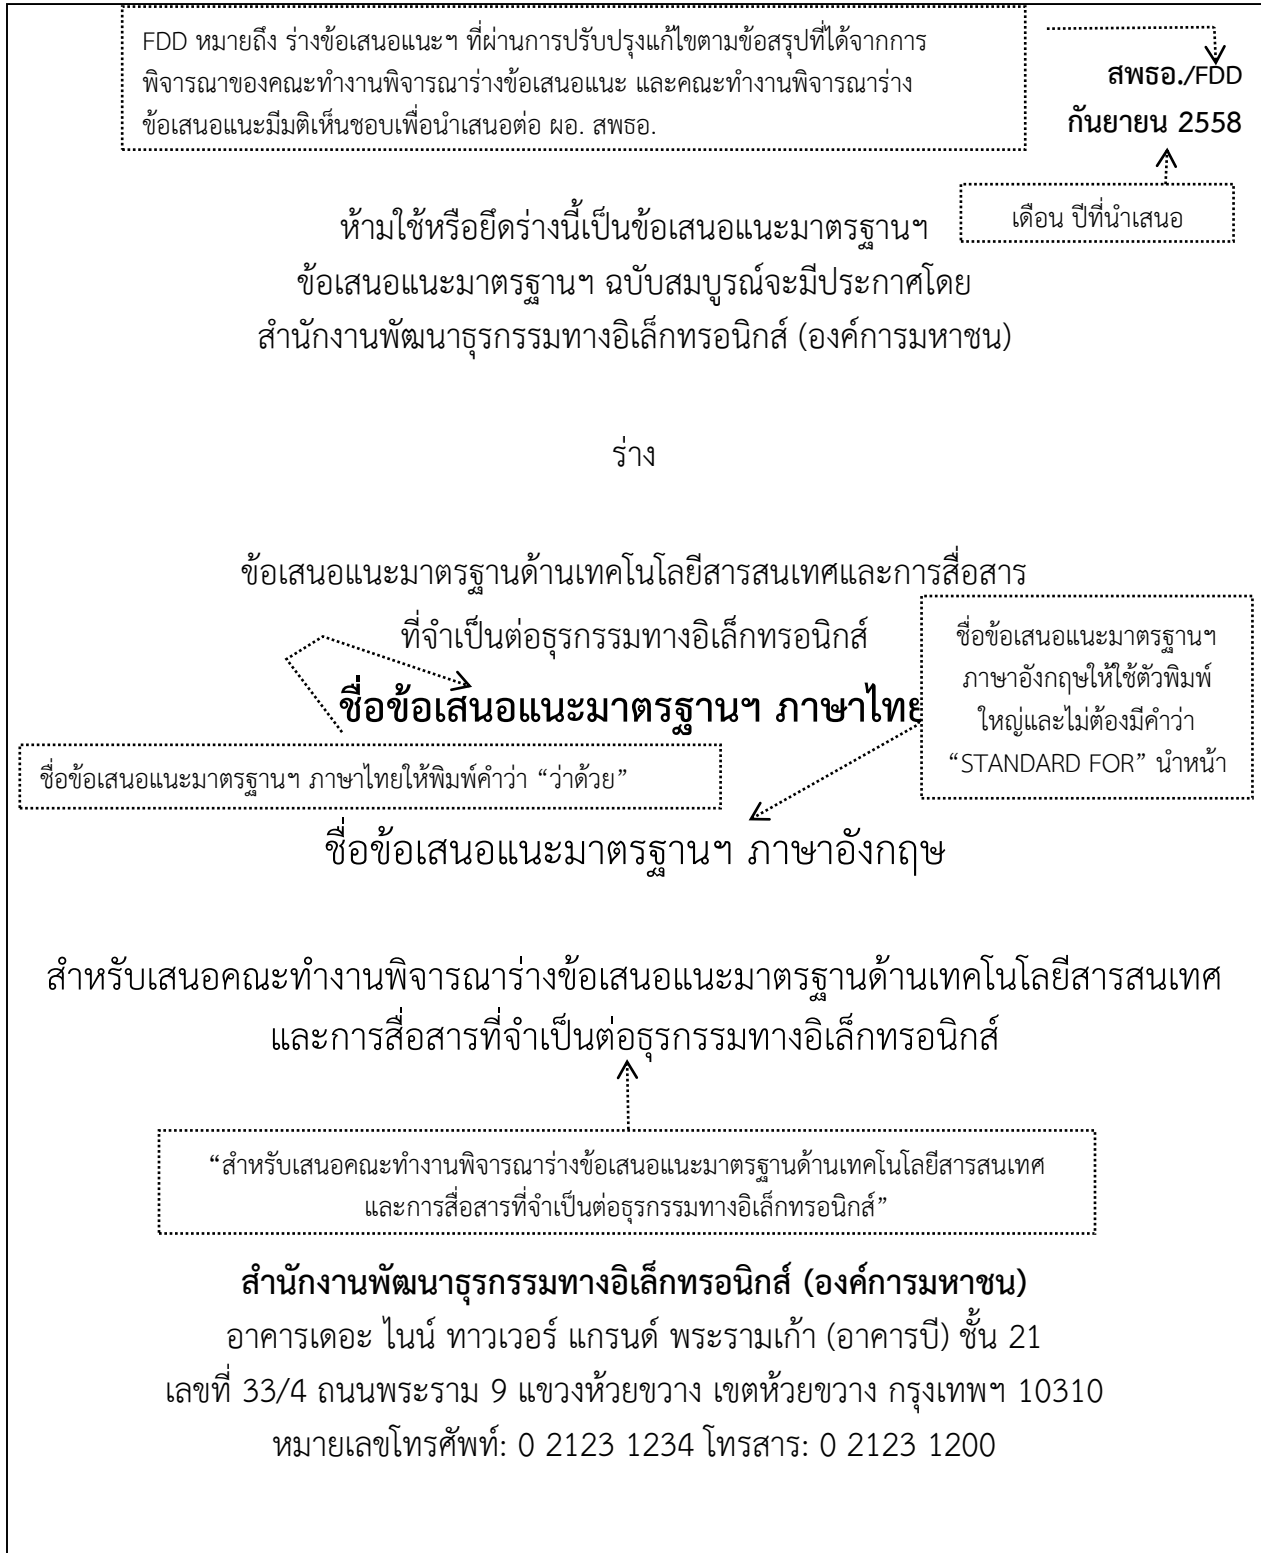 FDD หมายถึง ร่างข้อเสนอแนะฯ ที่ผ่านการปรับปรุงแก้ไขตามข้อสรุปที่ได้จากการ
พิจารณาของคณะทำงานพิจารณาร่างข้อเสนอแนะ และคณะทำงานพิจารณาร่าง
ข้อเสนอแนะมีมติเห็นชอบเพื่อนำเสนอต่อ ผอ. สพธอ.
สพธอ./FDD
กันยายน 2558
เดือน ปีที่นำเสนอ
ห้ามใช้หรือยึดร่างนี้เป็นข้อเสนอแนะมาตรฐานฯ
ข้อเสนอแนะมาตรฐานฯ ฉบับสมบูรณ์จะมีประกาศโดย
สำนักงานพัฒนาธุรกรรมทางอิเล็กทรอนิกส์ (องค์การมหาชน)
ร่าง
ข้อเสนอแนะมาตรฐานด้านเทคโนโลยีสารสนเทศและการสื่อสาร
ที่จำเป็นต่อธุรกรรมทางอิเล็กทรอนิกส์
ชื่อข้อเสนอแนะมาตรฐานฯ ภาษาไทย
ชื่อข้อเสนอแนะมาตรฐานฯ
ภาษาอังกฤษให้ใช้ตัวพิมพ์
ใหญ่และไม่ต้องมีคำว่า
“STANDARD FOR” นำหน้า
ชื่อข้อเสนอแนะมาตรฐานฯ ภาษาไทยให้พิมพ์คำว่า “ว่าด้วย”
ชื่อข้อเสนอแนะมาตรฐานฯ ภาษาอังกฤษ
สำหรับเสนอคณะทำงานพิจารณาร่างข้อเสนอแนะมาตรฐานด้านเทคโนโลยีสารสนเทศ
และการสื่อสารที่จำเป็นต่อธุรกรรมทางอิเล็กทรอนิกส์
“สำหรับเสนอคณะทำงานพิจารณาร่างข้อเสนอแนะมาตรฐานด้านเทคโนโลยีสารสนเทศ
และการสื่อสารที่จำเป็นต่อธุรกรรมทางอิเล็กทรอนิกส์”
สำนักงานพัฒนาธุรกรรมทางอิเล็กทรอนิกส์ (องค์การมหาชน)
อาคารเดอะ ไนน์ ทาวเวอร์ แกรนด์ พระรามเก้า (อาคารบี) ชั้น 21
เลขที่ 33/4 ถนนพระราม 9 แขวงห้วยขวาง เขตห้วยขวาง กรุงเทพฯ 10310
หมายเลขโทรศัพท์: 0 2123 1234 โทรสาร: 0 2123 1200